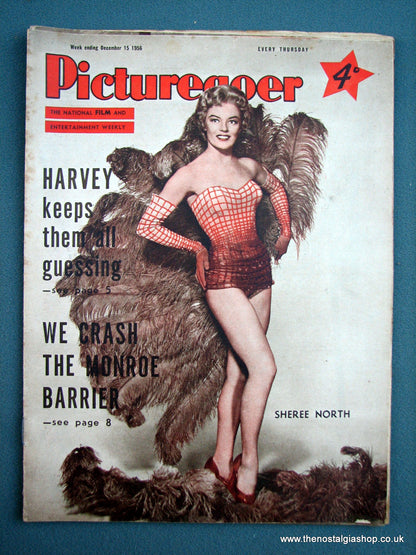 Week ending December 15 1956
EVERY THURSDAY
Picturegoer
4D
THE NATIONAL FILM AND
ENTERTAINMENT WEEKLY
HARVEY
keeps
them all
guessing
—see page 5
WE CRASH
THE MONROE
BARRIER
—see page 8
SHEREE NORTH
www.thenostalgiashop.co.uk